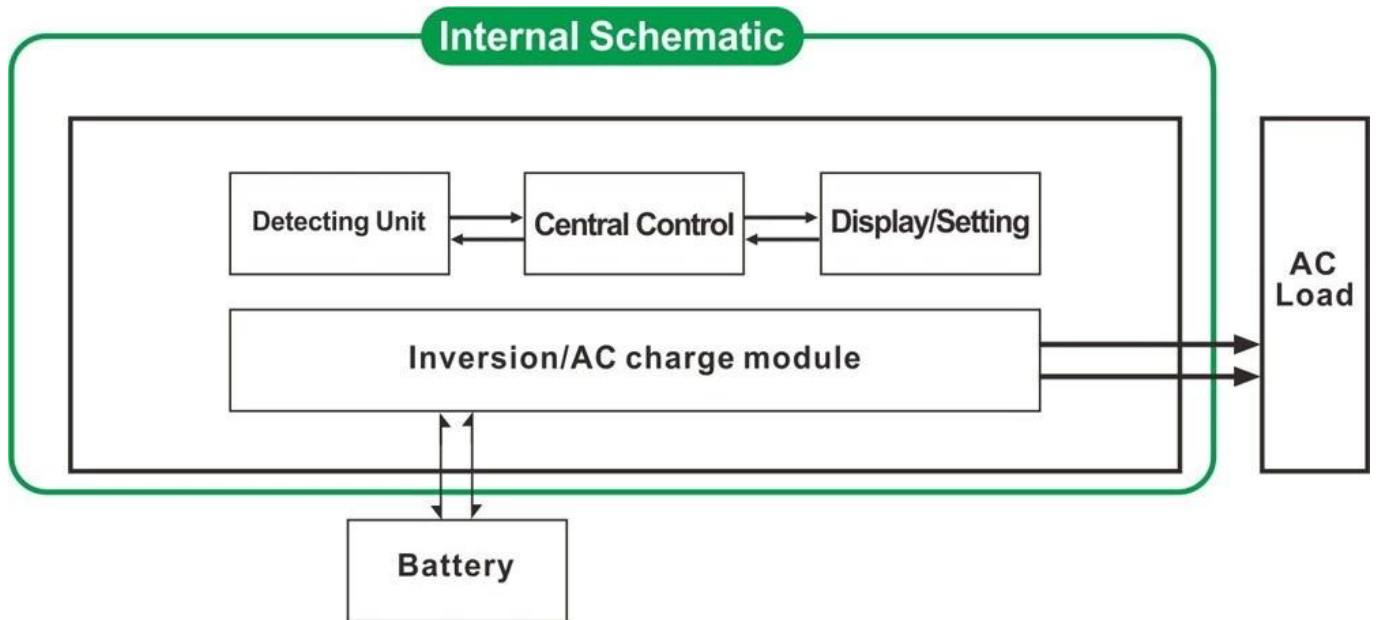 Internal Schematic
Detecting Unit
Central Control
Display/Setting
AC
Load
Inversion/AC charge module
Battery